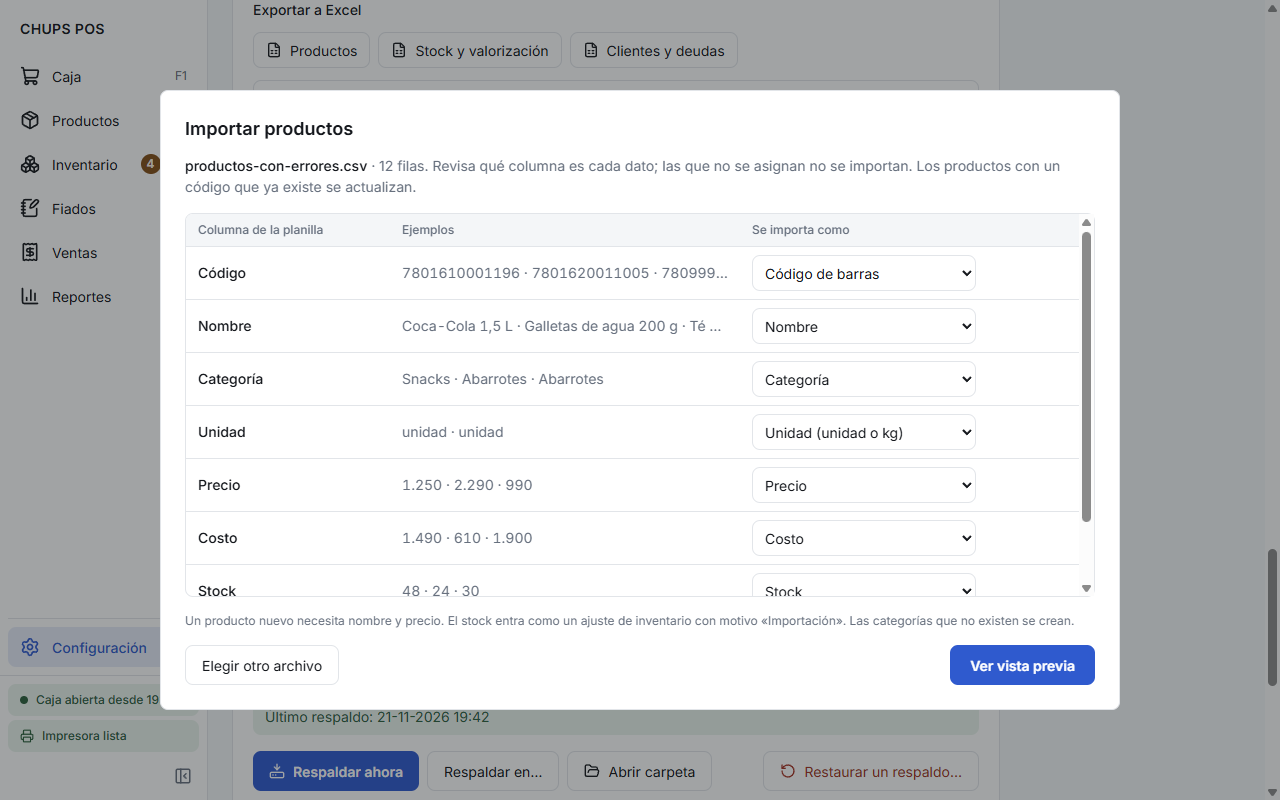 CHUPS POS
Caja F1
Productos
Inventario 4
Fiados
Ventas
Reportes
Configuración
Caja abierta desde 19
Impresora lista
Exportar a Excel
Productos Stock y valorización Clientes y deudas
Importar productos
productos-con-errores.csv · 12 filas. Revisa qué columna es cada dato; las que no se asignan no se importan. Los productos con un
código que ya existe se actualizan.
Columna de la planilla Ejemplos Se importa como
Código 7801610001196 · 7801620011005 · 780999... Código de barras
Nombre Coca-Cola 1,5 L · Galletas de agua 200 g · Té ... Nombre
Categoría Snacks · Abarrotes · Abarrotes Categoría
Unidad unidad · unidad Unidad (unidad o kg)
Precio 1.250 · 2.290 · 990 Precio
Costo 1.490 · 610 · 1.900 Costo
Stock 48 · 24 · 30 Stock
Un producto nuevo necesita nombre y precio. El stock entra como un ajuste de inventario con motivo «Importación». Las categorías que no existen se crean.
Elegir otro archivo Ver vista previa
Último respaldo: 21-11-2026 19:42
Respaldar ahora Respaldar en... Abrir carpeta Restaurar un respaldo...